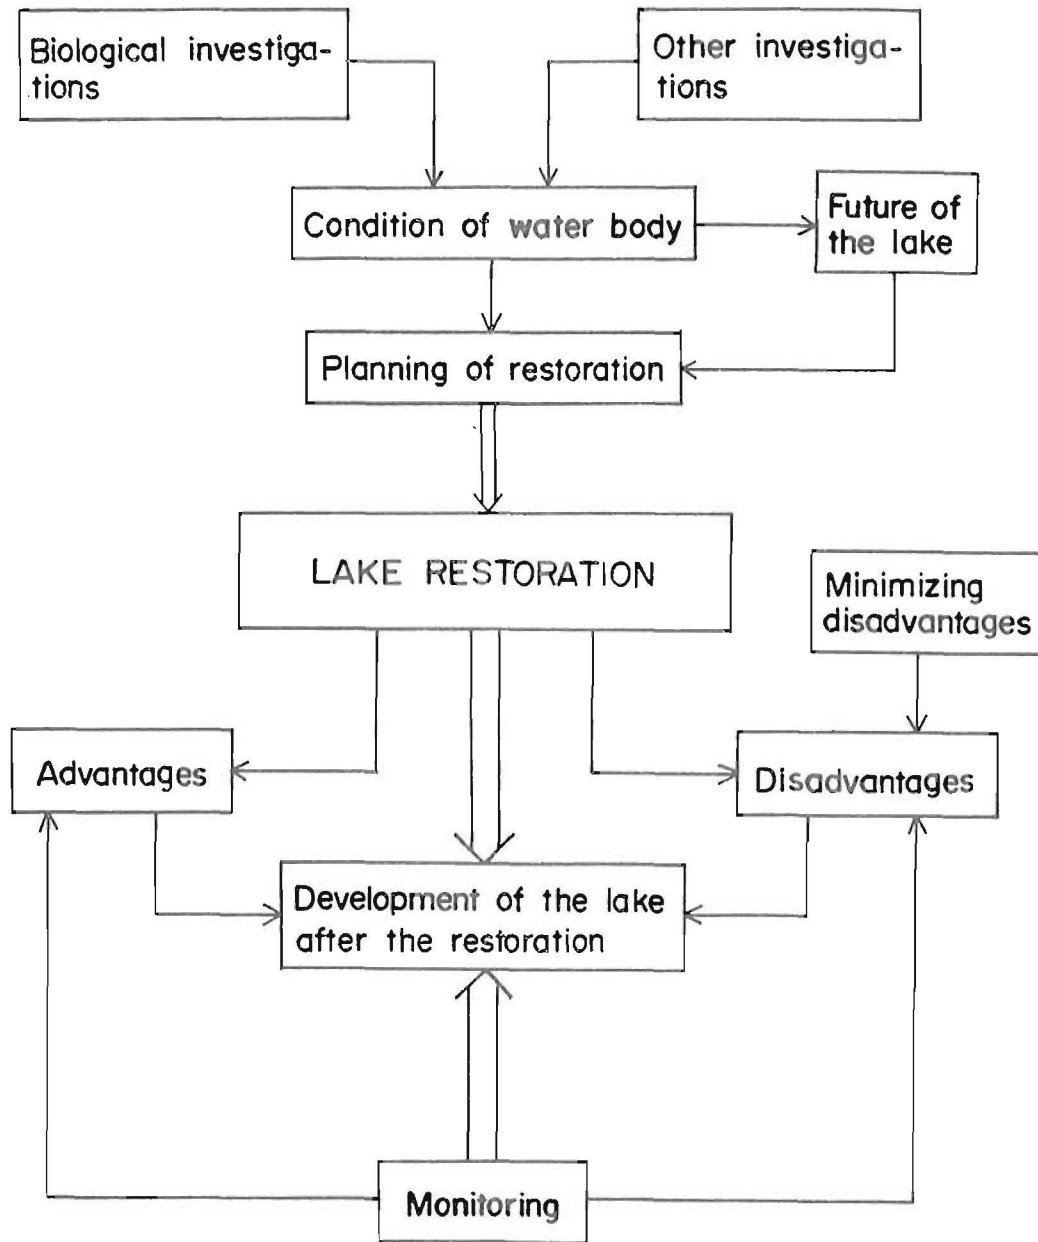 Biological investiga-
tions
Other investiga-
tions
Condition of water body
Future of
the lake
Planning of restoration
LAKE RESTORATION
Minimizing
disadvantages
Advantages
Disadvantages
Development of the lake
after the restoration
Monitoring